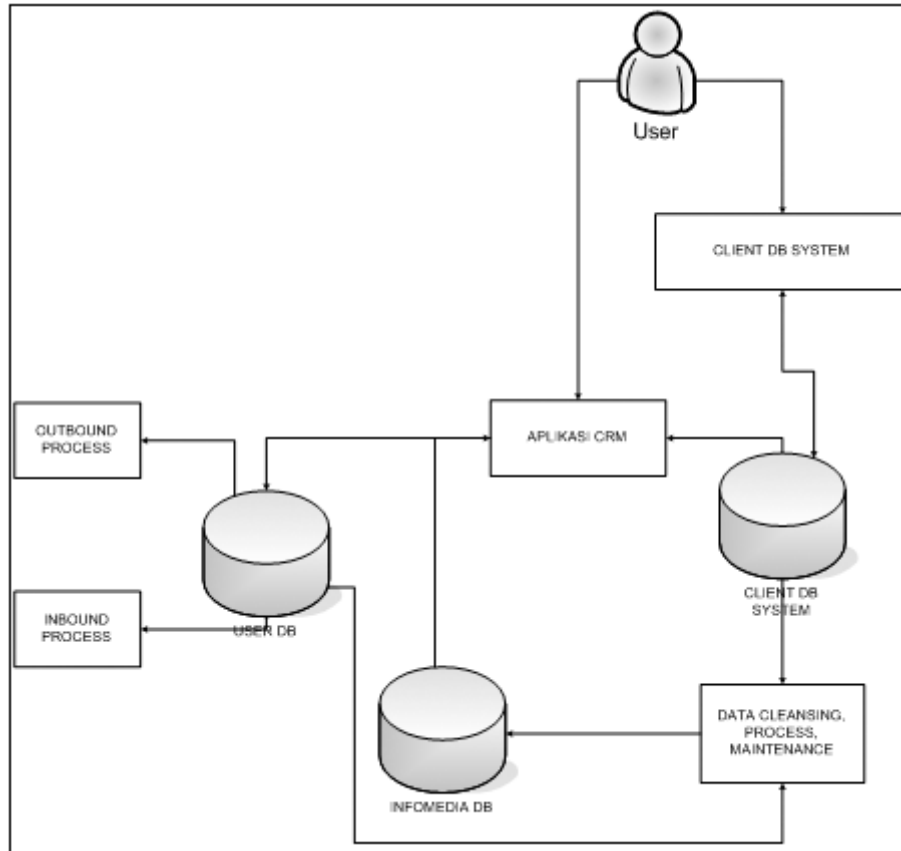 User
CLIENT DB SYSTEM
OUTBOUND
PROCESS
APLIKASI CRM
CLIENT DB
SYSTEM
INBOUND
PROCESS
USER DB
DATA CLEANSING,
PROCESS,
MAINTENANCE
INFOMEDIA DB